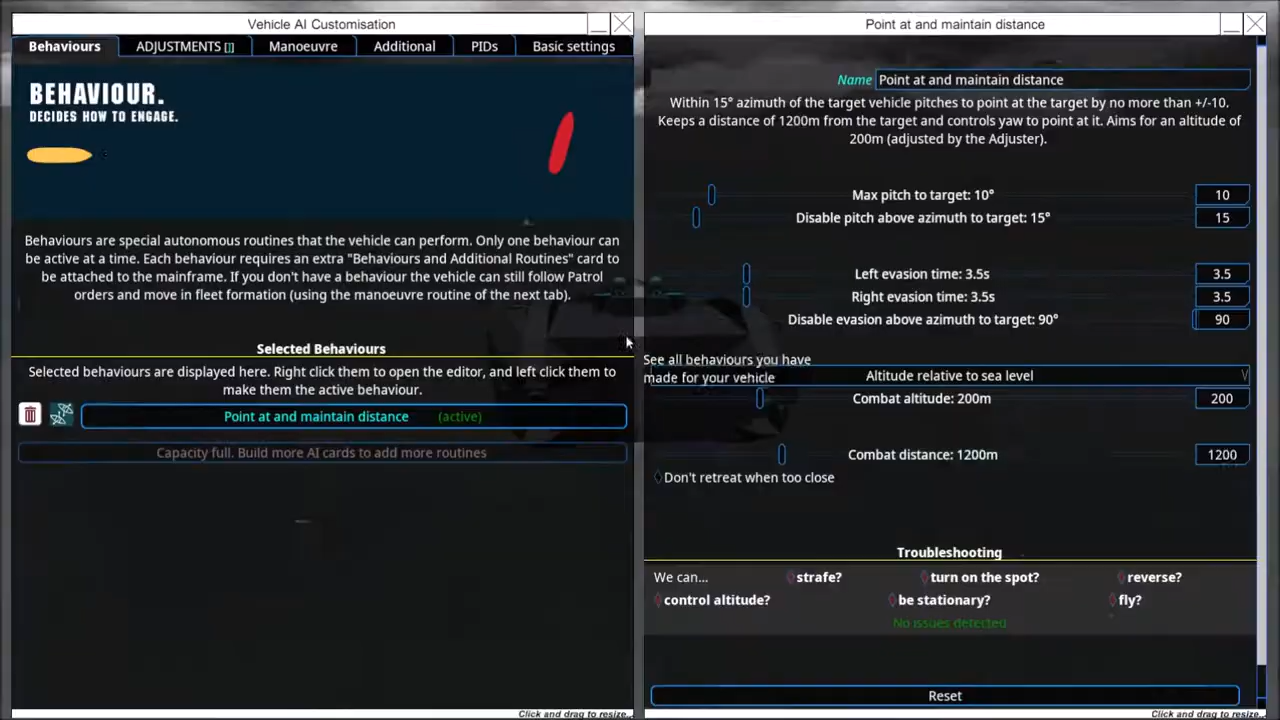 Vehicle AI Customisation
Behaviours
ADJUSTMENTS []
Manoeuvre
Additional
PIDs
Basic settings
BEHAVIOUR.
DECIDES HOW TO ENGAGE.
Behaviours are special autonomous routines that the vehicle can perform. Only one behaviour can
be active at a time. Each behaviour requires an extra "Behaviours and Additional Routines" card to
be attached to the mainframe. If you don't have a behaviour the vehicle can still follow Patrol
orders and move in fleet formation (using the manoeuvre routine of the next tab).
Selected Behaviours
Selected behaviours are displayed here. Right click them to open the editor, and left click them to
make them the active behaviour.
Point at and maintain distance (active)
Capacity full. Build more AI cards to add more routines
Click and drag to resize..
Point at and maintain distance
Name Point at and maintain distance
Within 15° azimuth of the target vehicle pitches to point at the target by no more than +/-10.
Keeps a distance of 1200m from the target and controls yaw to point at it. Aims for an altitude of
200m (adjusted by the Adjuster).
Max pitch to target: 10° 10
Disable pitch above azimuth to target: 15° 15
Left evasion time: 3.5s 3.5
Right evasion time: 3.5s 3.5
Disable evasion above azimuth to target: 90° 90
See all behaviours you have
made for your vehicle
Altitude relative to sea level V
Combat altitude: 200m 200
Combat distance: 1200m 1200
Don't retreat when too close
Troubleshooting
We can... strafe? turn on the spot? reverse?
control altitude? be stationary? fly?
No issues detected
Reset
Click and drag to resize..